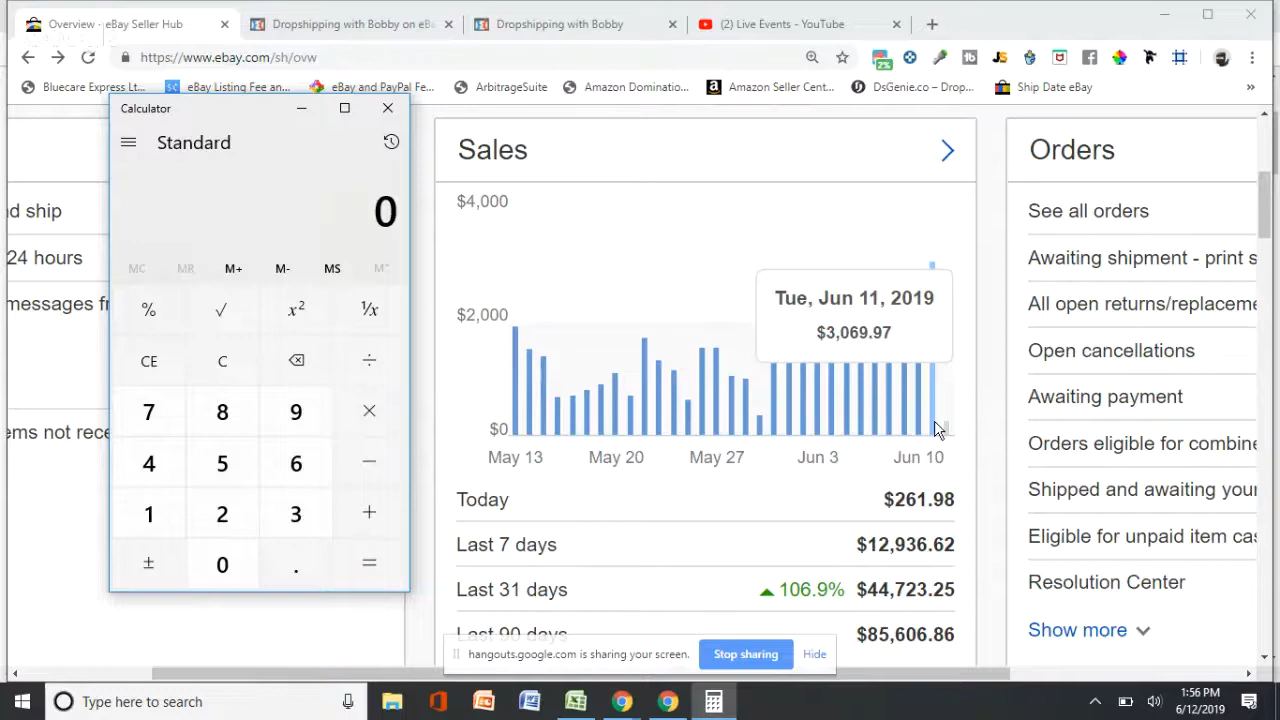 Overview - eBay Seller Hub
Dropshipping with Bobby on eBa
Dropshipping with Bobby
(2) Live Events - YouTube
https://www.ebay.com/sh/ovw
2%
Bluecare Express Lt...
eBay Listing Fee an...
eBay and PayPal Fe...
ArbitrageSuite
Amazon Dominatio...
Amazon Seller Cent...
DsGenie.co – Drop...
Ship Date eBay
»
Calculator
Standard
0
MC MR M+ M- MS M
% √ x² ¹/x
CE C ÷
7 8 9 ×
4 5 6 −
1 2 3 +
± 0 . =
d ship
24 hours
messages f
ems not rece
Sales
$4,000
$2,000
$0
Tue, Jun 11, 2019
$3,069.97
May 13 May 20 May 27 Jun 3 Jun 10
Today $261.98
Last 7 days $12,936.62
Last 31 days 106.9% $44,723.25
Last 90 days $85,606.86
Orders
See all orders
Awaiting shipment - print s
All open returns/replaceme
Open cancellations
Awaiting payment
Orders eligible for combine
Shipped and awaiting your
Eligible for unpaid item cas
Resolution Center
Show more
hangouts.google.com is sharing your screen.
Stop sharing
Hide
Type here to search
1:56 PM
6/12/2019